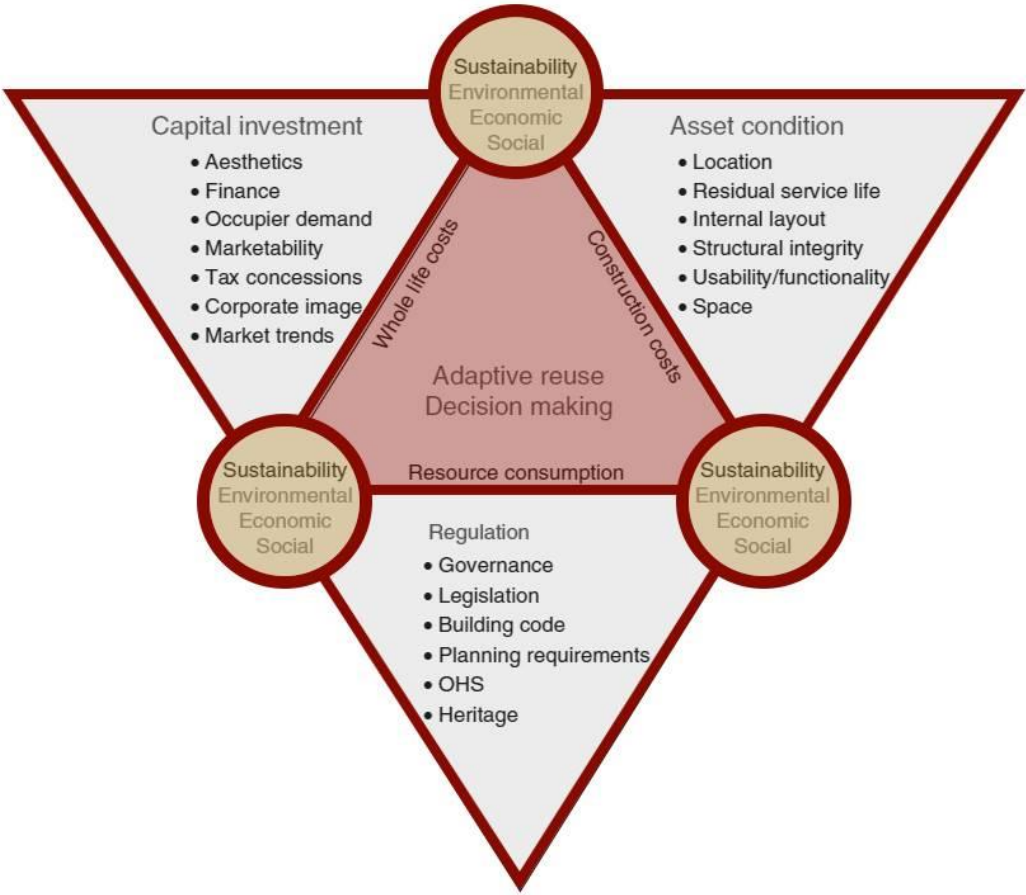 Sustainability
Environmental
Economic
Social
Capital investment
• Aesthetics
• Finance
• Occupier demand
• Marketability
• Tax concessions
• Corporate image
• Market trends
Asset condition
• Location
• Residual service life
• Internal layout
• Structural integrity
• Usability/functionality
• Space
Whole life costs
Construction costs
Adaptive reuse
Decision making
Resource consumption
Sustainability
Environmental
Economic
Social
Sustainability
Environmental
Economic
Social
Regulation
• Governance
• Legislation
• Building code
• Planning requirements
• OHS
• Heritage